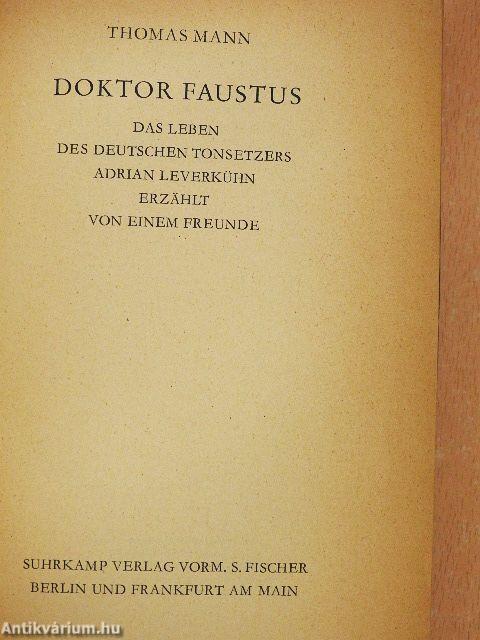 THOMAS MANN
DOKTOR FAUSTUS
DAS LEBEN
DES DEUTSCHEN TONSETZERS
ADRIAN LEVERKÜHN
ERZÄHLT
VON EINEM FREUNDE
SUHRKAMP VERLAG VORM. S. FISCHER
BERLIN UND FRANKFURT AM MAIN
Antikvárium.hu